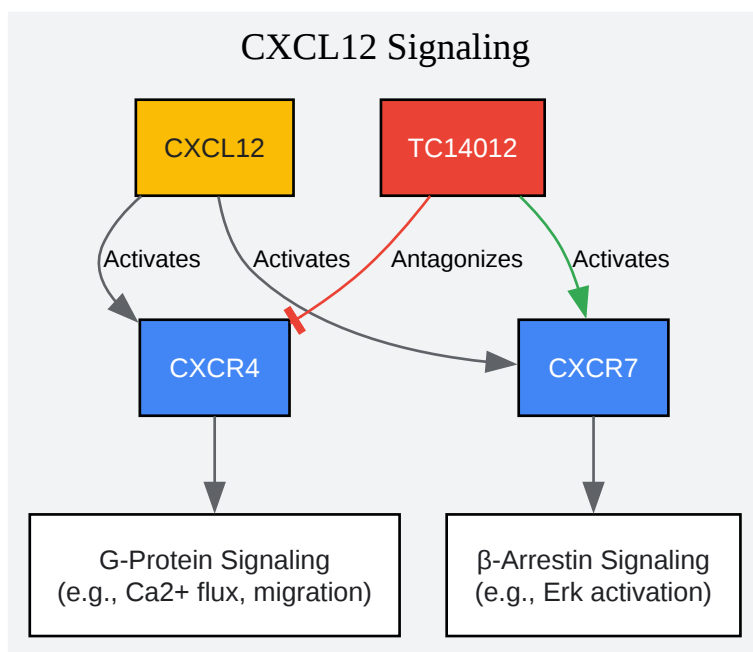 CXCL12 Signaling
CXCL12
TC14012
Activates
Activates
Antagonizes
Activates
CXCR4
CXCR7
G-Protein Signaling
(e.g., Ca2+ flux, migration)
β-Arrestin Signaling
(e.g., Erk activation)